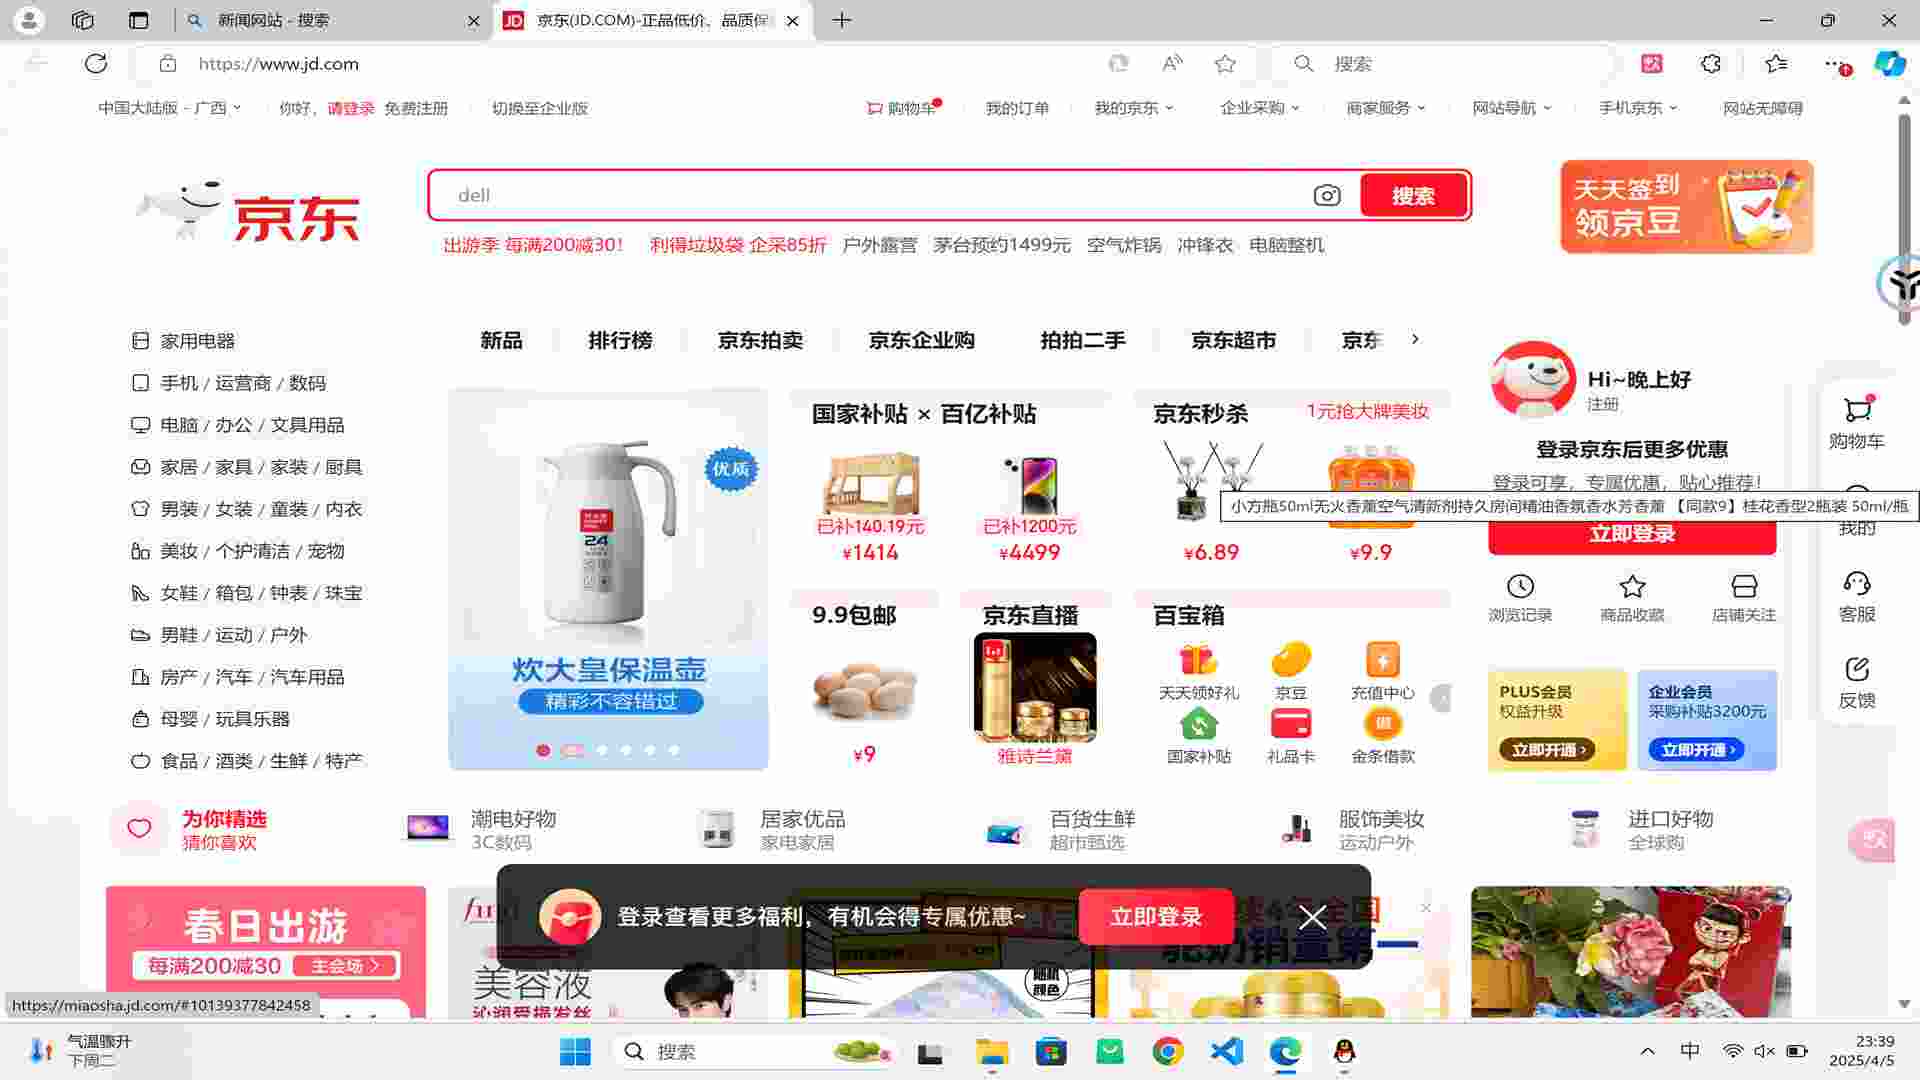 新闻网站 - 搜索
京东(JD.COM)-正品低价、品质保
https://www.jd.com
搜索
中国大陆版 - 广西
你好，请登录 免费注册
切换至企业版
购物车
我的订单
我的京东
企业采购
商家服务
网站导航
手机京东
网站无障碍
京东
dell
搜索
天天签到
领京豆
出游季 每满200减30！
利得垃圾袋 企采85折
户外露营
茅台预约1499元
空气炸锅
冲锋衣
电脑整机
家用电器
手机 / 运营商 / 数码
电脑 / 办公 / 文具用品
家居 / 家具 / 家装 / 厨具
男装 / 女装 / 童装 / 内衣
美妆 / 个护清洁 / 宠物
女鞋 / 箱包 / 钟表 / 珠宝
男鞋 / 运动 / 户外
房产 / 汽车 / 汽车用品
母婴 / 玩具乐器
食品 / 酒类 / 生鲜 / 特产
新品
排行榜
京东拍卖
京东企业购
拍拍二手
京东超市
京东
优质
24
炊大皇保温壶
精彩不容错过
国家补贴 × 百亿补贴
已补140.19元
¥1414
已补1200元
¥4499
京东秒杀
1元抢大牌美妆
¥6.89
¥9.9
小方瓶50ml无火香薰空气清新剂持久房间精油香氛香水芳香薰 【同款9】桂花香型2瓶装 50ml/瓶
9.9包邮
¥9
京东直播
雅诗兰黛
百宝箱
天天领好礼
京豆
充值中心
国家补贴
礼品卡
金条借款
Hi~晚上好
注册
登录京东后更多优惠
登录可享，专属优惠，贴心推荐！
立即登录
浏览记录
商品收藏
店铺关注
PLUS会员
权益升级
立即开通 ›
企业会员
采购补贴3200元
立即开通 ›
购物车
我的
客服
反馈
为你精选
猜你喜欢
潮电好物
3C数码
居家优品
家电家居
百货生鲜
超市甄选
服饰美妆
运动户外
进口好物
全球购
春日出游
每满200减30
主会场
登录查看更多福利，有机会得专属优惠~
立即登录
美容液
沁润受损发丝
随机
颜色
全国
驼奶销量第一
https://miaosha.jd.com/#10139377842458
气温骤升
下周二
搜索
中
23:39
2025/4/5